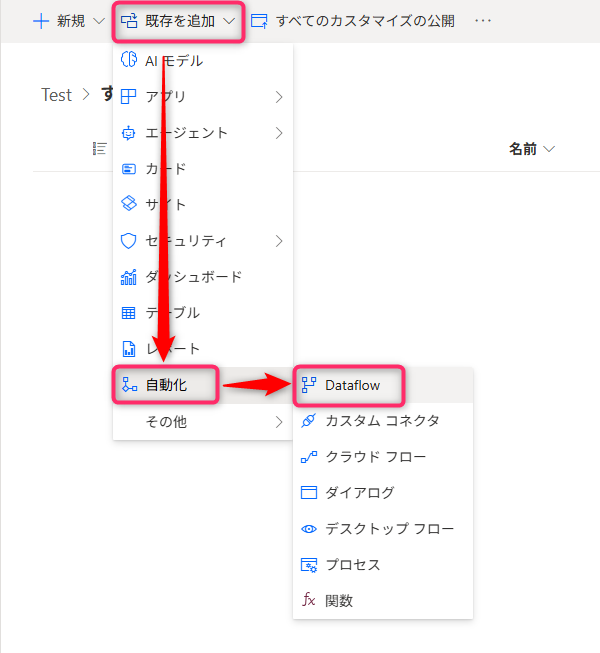 新規
既存を追加
すべてのカスタマイズの公開
Test
AI モデル
アプリ
エージェント
カード
サイト
セキュリティ
ダッシュボード
テーブル
レポート
自動化
その他
名前
Dataflow
カスタム コネクタ
クラウド フロー
ダイアログ
デスクトップ フロー
プロセス
fx 関数